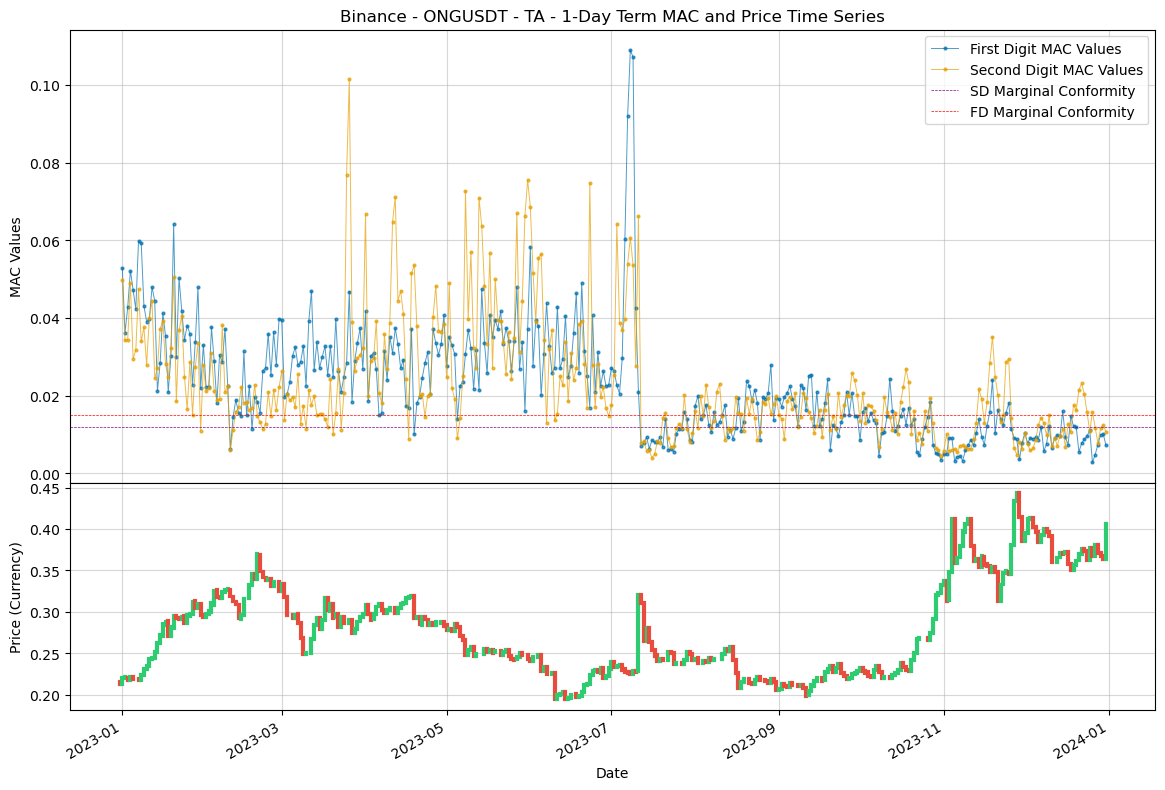 Binance - ONGUSDT - TA - 1-Day Term MAC and Price Time Series
First Digit MAC Values
Second Digit MAC Values
SD Marginal Conformity
FD Marginal Conformity
0.10
0.08
0.06
0.04
0.02
0.00
MAC Values
0.45
0.40
0.35
0.30
0.25
0.20
Price (Currency)
2023-01
2023-03
2023-05
2023-07
2023-09
2023-11
2024-01
Date